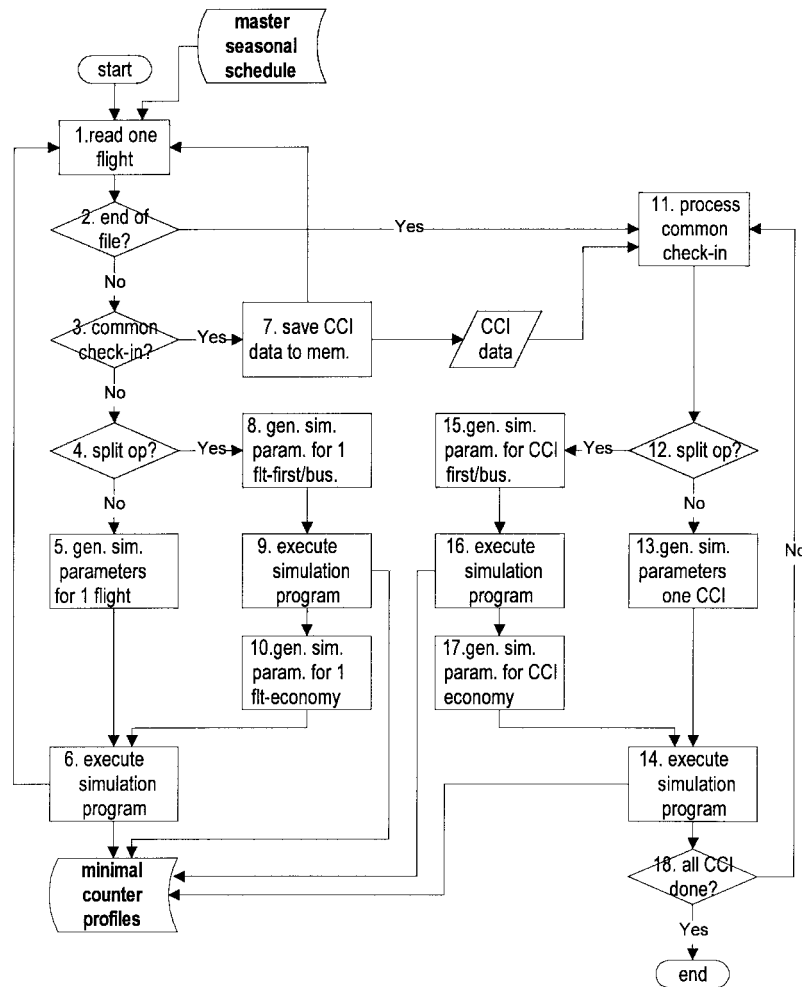 master
seasonal
schedule
start
1.read one
flight
2. end of
file?
Yes
11. process
common
check-in
No
3. common
check-in?
Yes
7. save CCI
data to mem.
CCI
data
No
4. split op?
Yes
8. gen. sim.
param. for 1
flt-first/bus.
15.gen. sim.
param. for CCI
first/bus.
Yes
12. split op?
No
No
No
5. gen. sim.
parameters
for 1 flight
9. execute
simulation
program
16. execute
simulation
program
13.gen. sim.
parameters
one CCI
10.gen. sim.
param. for 1
flt-economy
17.gen. sim.
param. for CCI
economy
6. execute
simulation
program
14. execute
simulation
program
minimal
counter
profiles
18. all CCI
done?
Yes
end